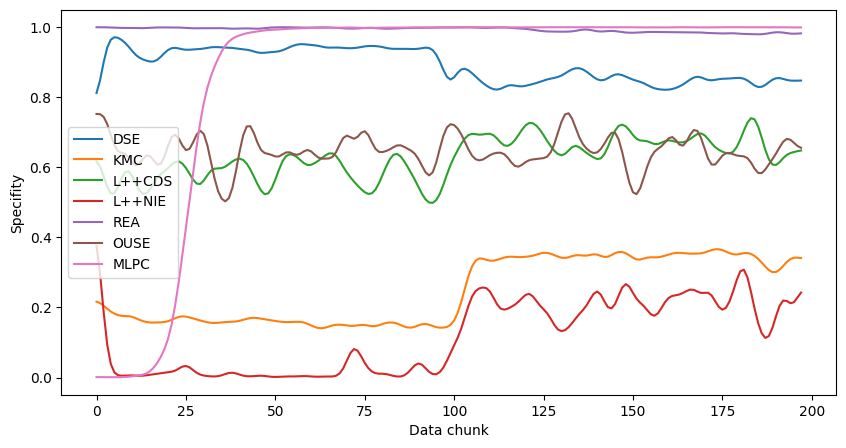 1.0
0.8
0.6
0.4
0.2
0.0
Specifity
DSE
KMC
L++CDS
L++NIE
REA
OUSE
MLPC
0 25 50 75 100 125 150 175 200
Data chunk